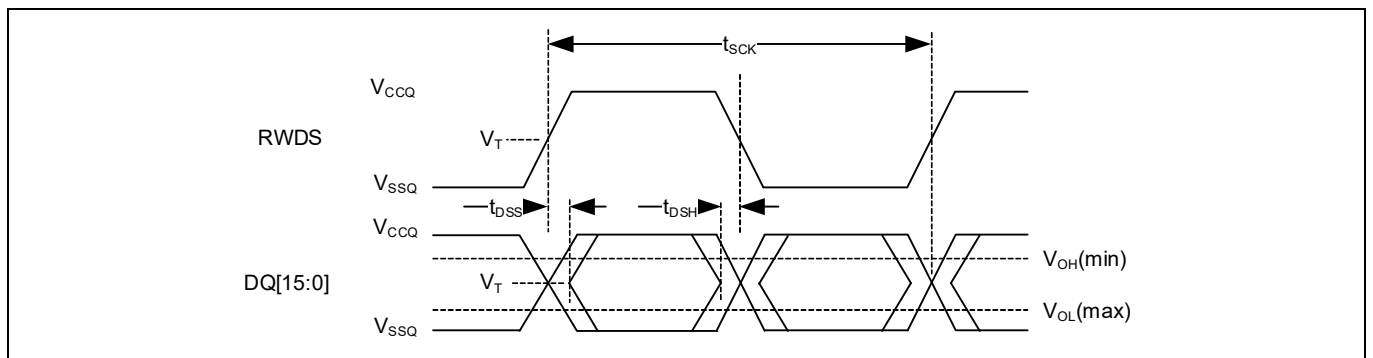 tSCK
VCCQ
RWDS
VT
VSSQ
tDSS
tDSH
VCCQ
VOH(min)
DQ[15:0]
VT
VOL(max)
VSSQ